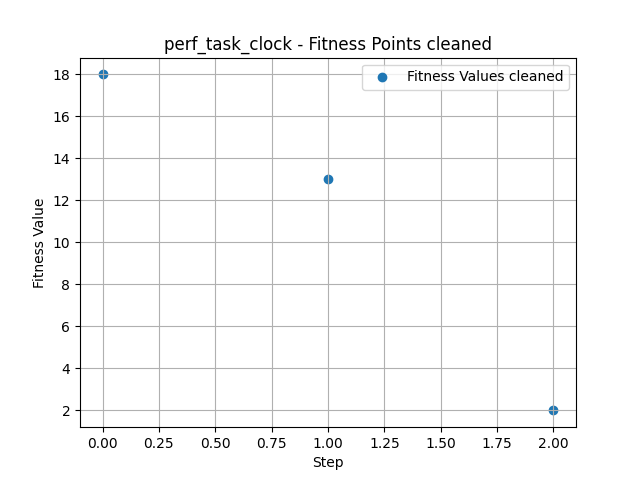 perf_task_clock - Fitness Points cleaned
Fitness Values cleaned
Fitness Value
18
16
14
12
10
8
6
4
2
0.00 0.25 0.50 0.75 1.00 1.25 1.50 1.75 2.00
Step